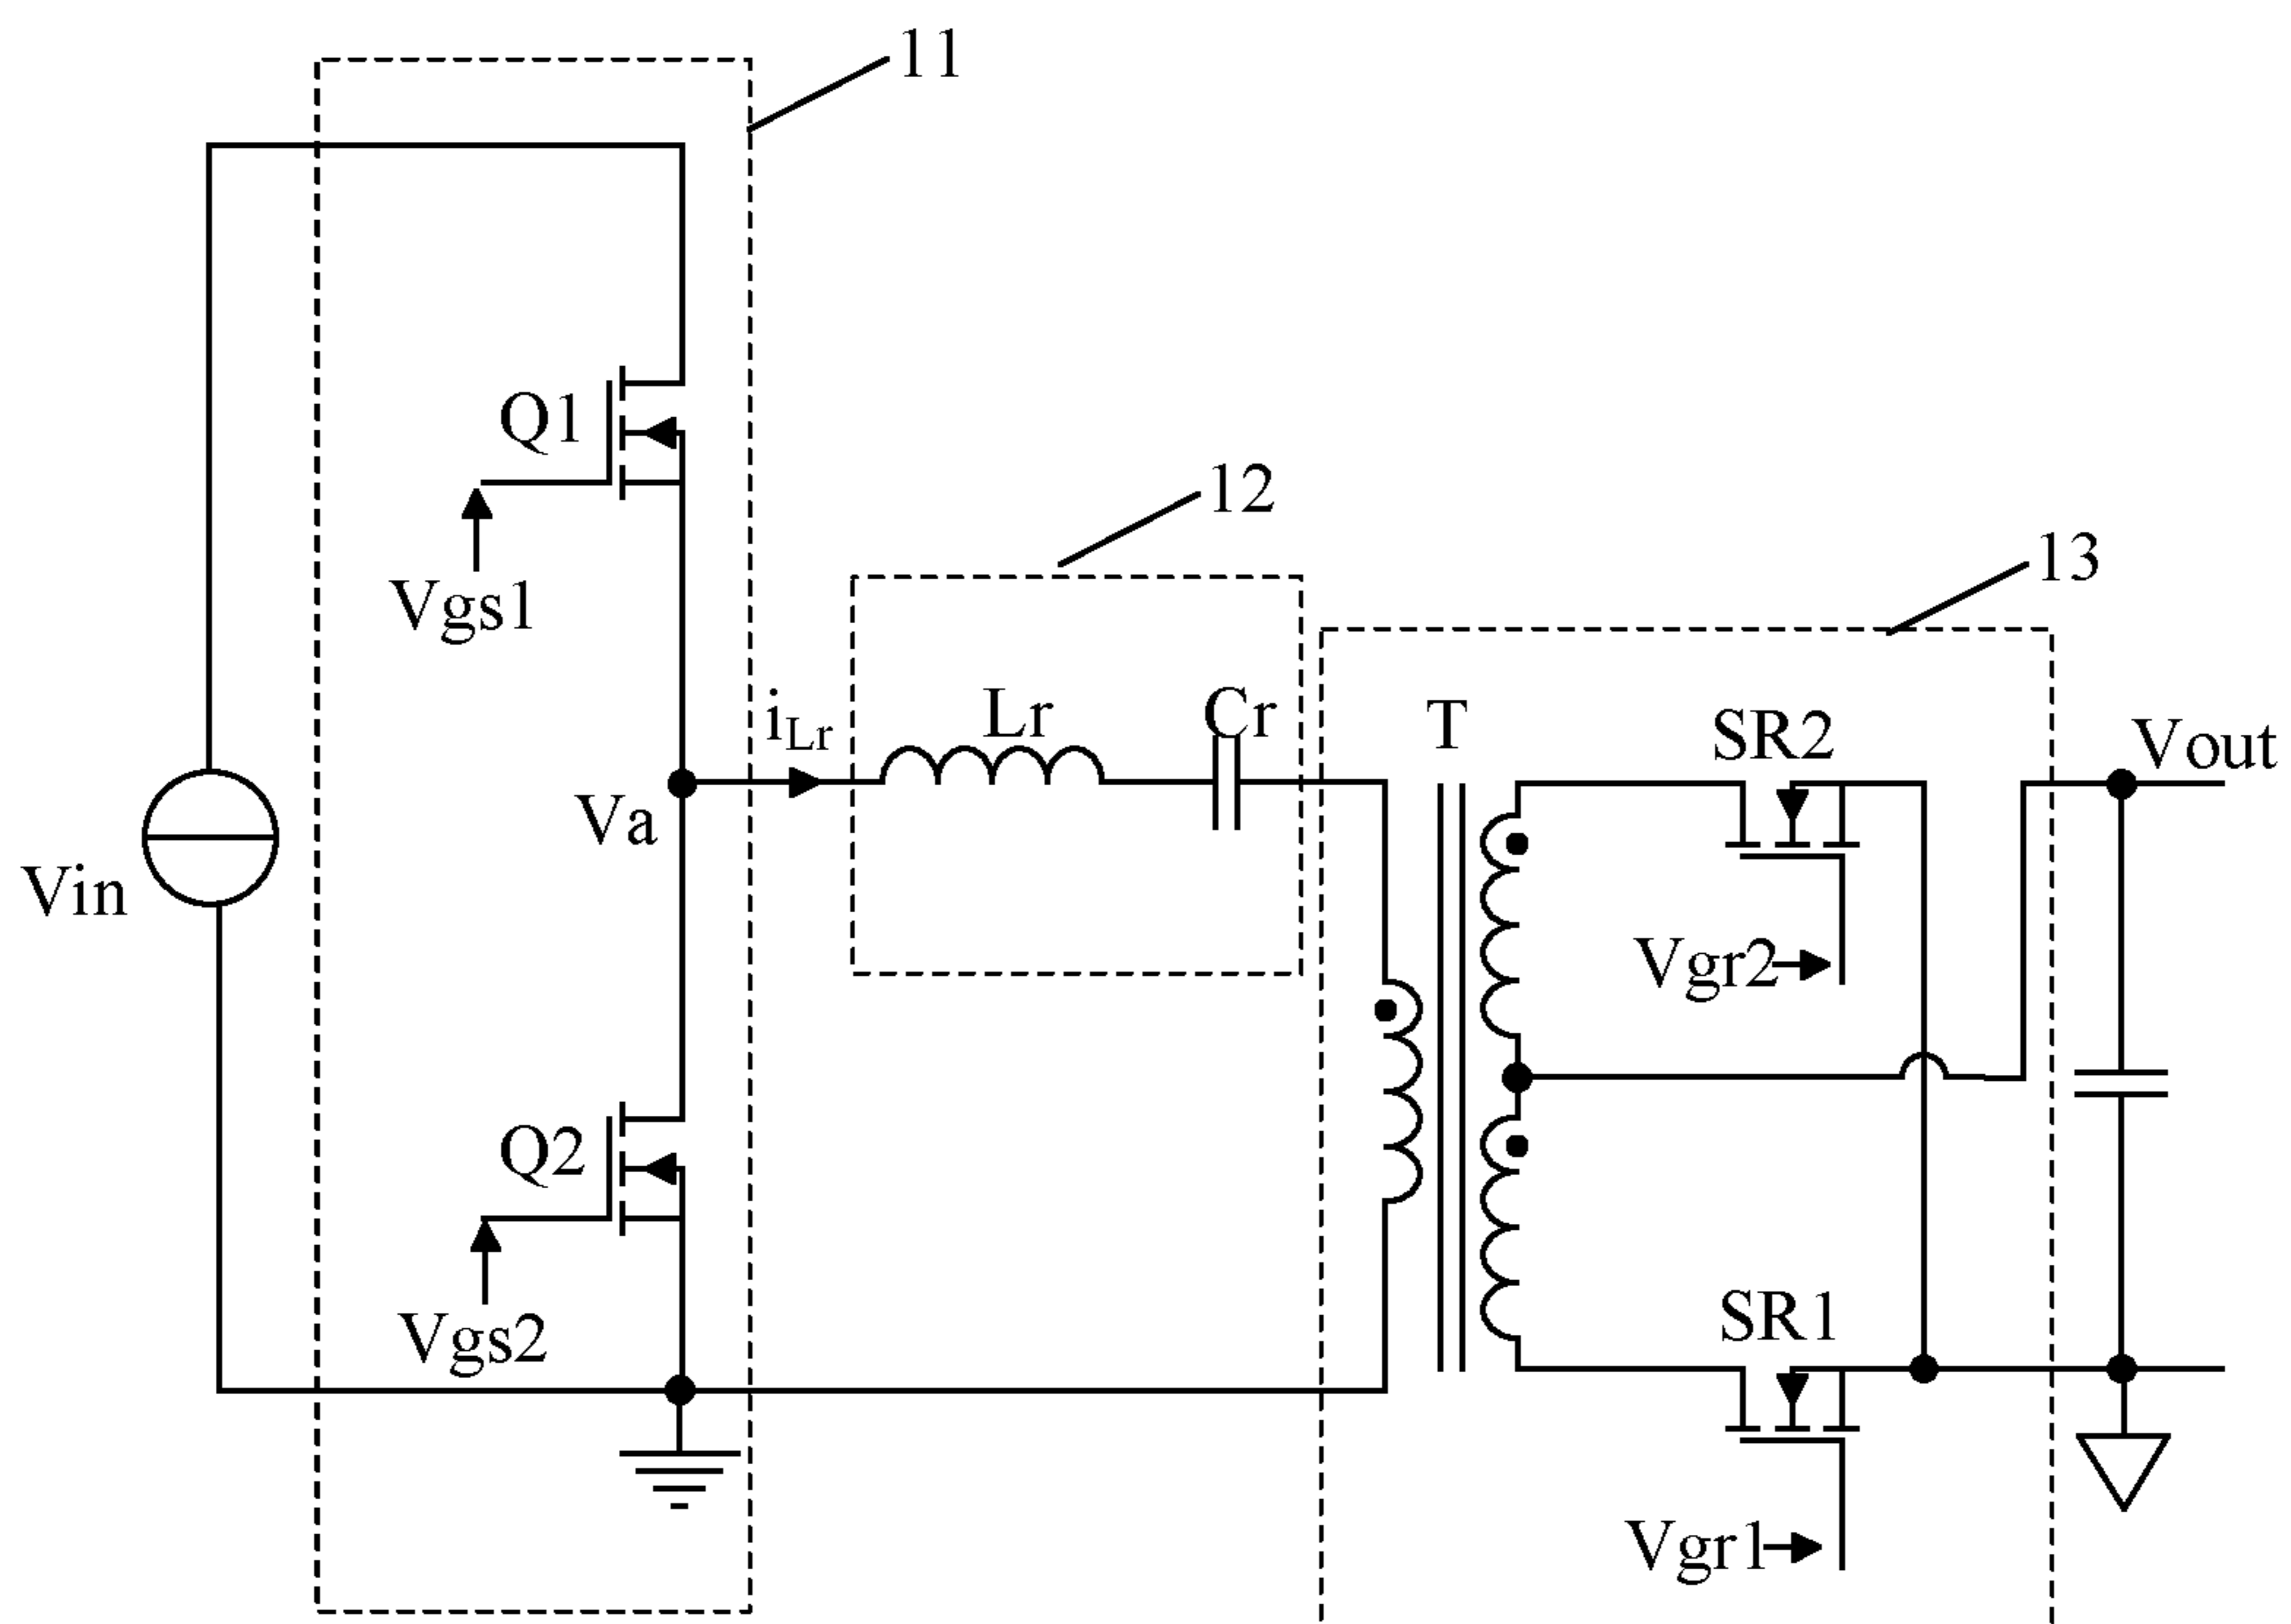 11
Q1
Vgs1
12
13
iLr
Lr
Cr
T
SR2
Vout
Va
Vin
Vgr2
Q2
Vgs2
SR1
Vgr1